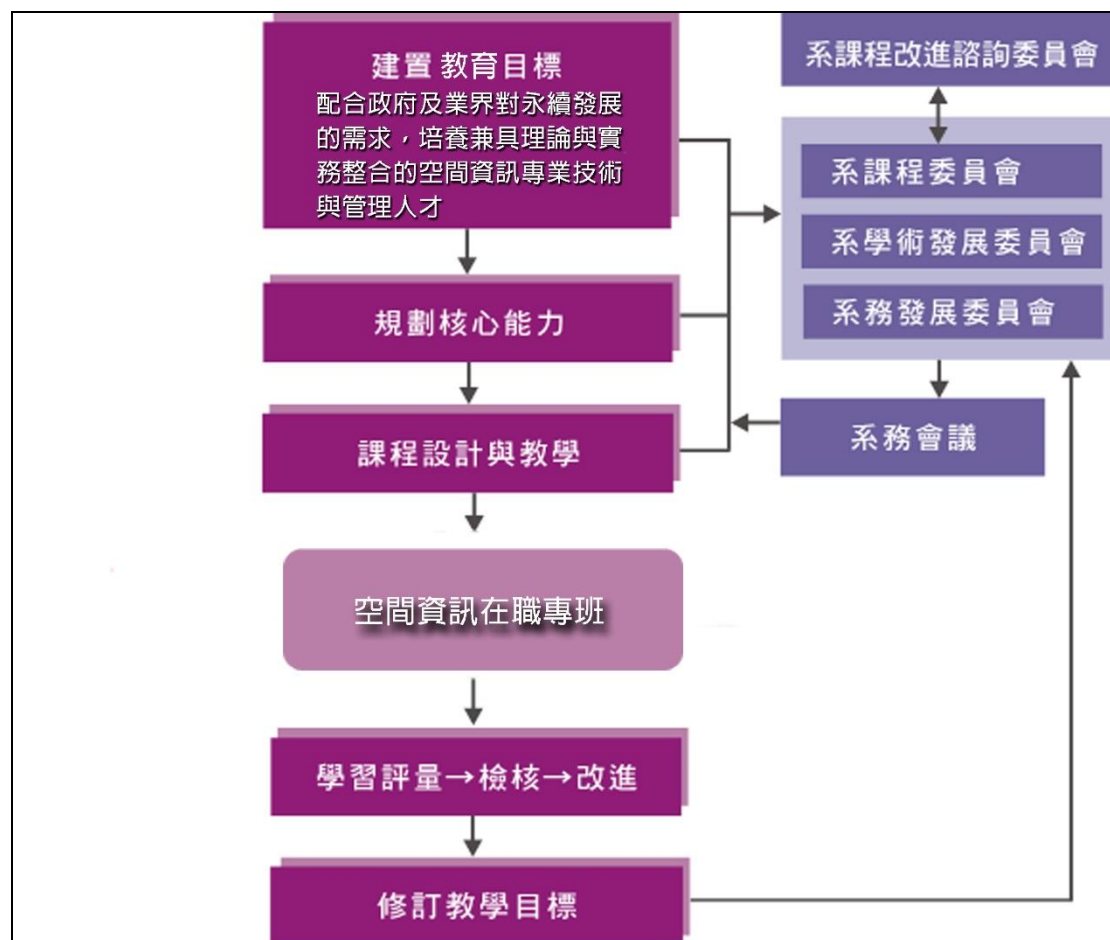 建置 教育目標
配合政府及業界對永續發展
的需求，培養兼具理論與實
務整合的空間資訊專業技術
與管理人才
規劃核心能力
課程設計與教學
空間資訊在職專班
學習評量→檢核→改進
修訂教學目標
系課程改進諮詢委員會
系課程委員會
系學術發展委員會
系務發展委員會
系務會議